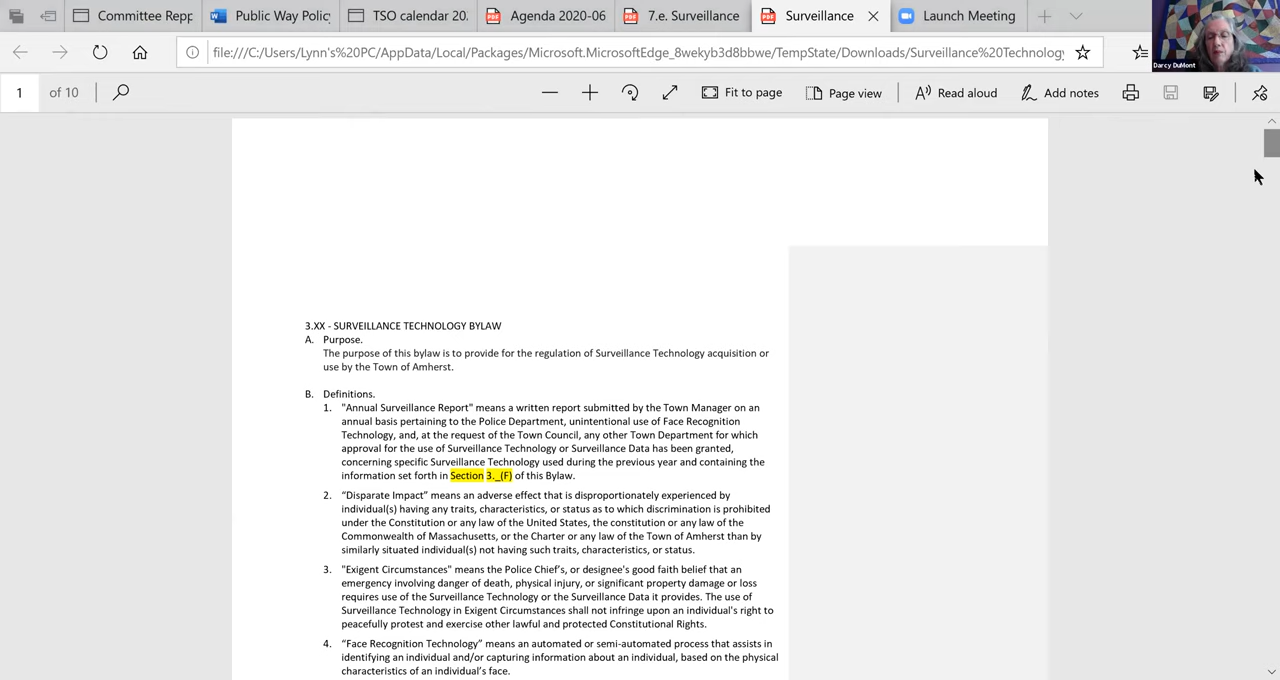 Committee Repp
Public Way Policy
TSO calendar 202
Agenda 2020-06
7.e. Surveillance
Surveillance
Launch Meeting
file:///C:/Users/Lynn's%20PC/AppData/Local/Packages/Microsoft.MicrosoftEdge_8wekyb3d8bbwe/TempState/Downloads/Surveillance%20Technology
Darcy DuMont
1 of 10
Fit to page
Page view
Read aloud
Add notes
3.XX - SURVEILLANCE TECHNOLOGY BYLAW
A. Purpose.
The purpose of this bylaw is to provide for the regulation of Surveillance Technology acquisition or
use by the Town of Amherst.
B. Definitions.
1. "Annual Surveillance Report" means a written report submitted by the Town Manager on an
annual basis pertaining to the Police Department, unintentional use of Face Recognition
Technology, and, at the request of the Town Council, any other Town Department for which
approval for the use of Surveillance Technology or Surveillance Data has been granted,
concerning specific Surveillance Technology used during the previous year and containing the
information set forth in Section 3._(F) of this Bylaw.
2. “Disparate Impact” means an adverse effect that is disproportionately experienced by
individual(s) having any traits, characteristics, or status as to which discrimination is prohibited
under the Constitution or any law of the United States, the constitution or any law of the
Commonwealth of Massachusetts, or the Charter or any law of the Town of Amherst than by
similarly situated individual(s) not having such traits, characteristics, or status.
3. "Exigent Circumstances" means the Police Chief’s, or designee's good faith belief that an
emergency involving danger of death, physical injury, or significant property damage or loss
requires use of the Surveillance Technology or the Surveillance Data it provides. The use of
Surveillance Technology in Exigent Circumstances shall not infringe upon an individual's right to
peacefully protest and exercise other lawful and protected Constitutional Rights.
4. “Face Recognition Technology” means an automated or semi-automated process that assists in
identifying an individual and/or capturing information about an individual, based on the physical
characteristics of an individual’s face.